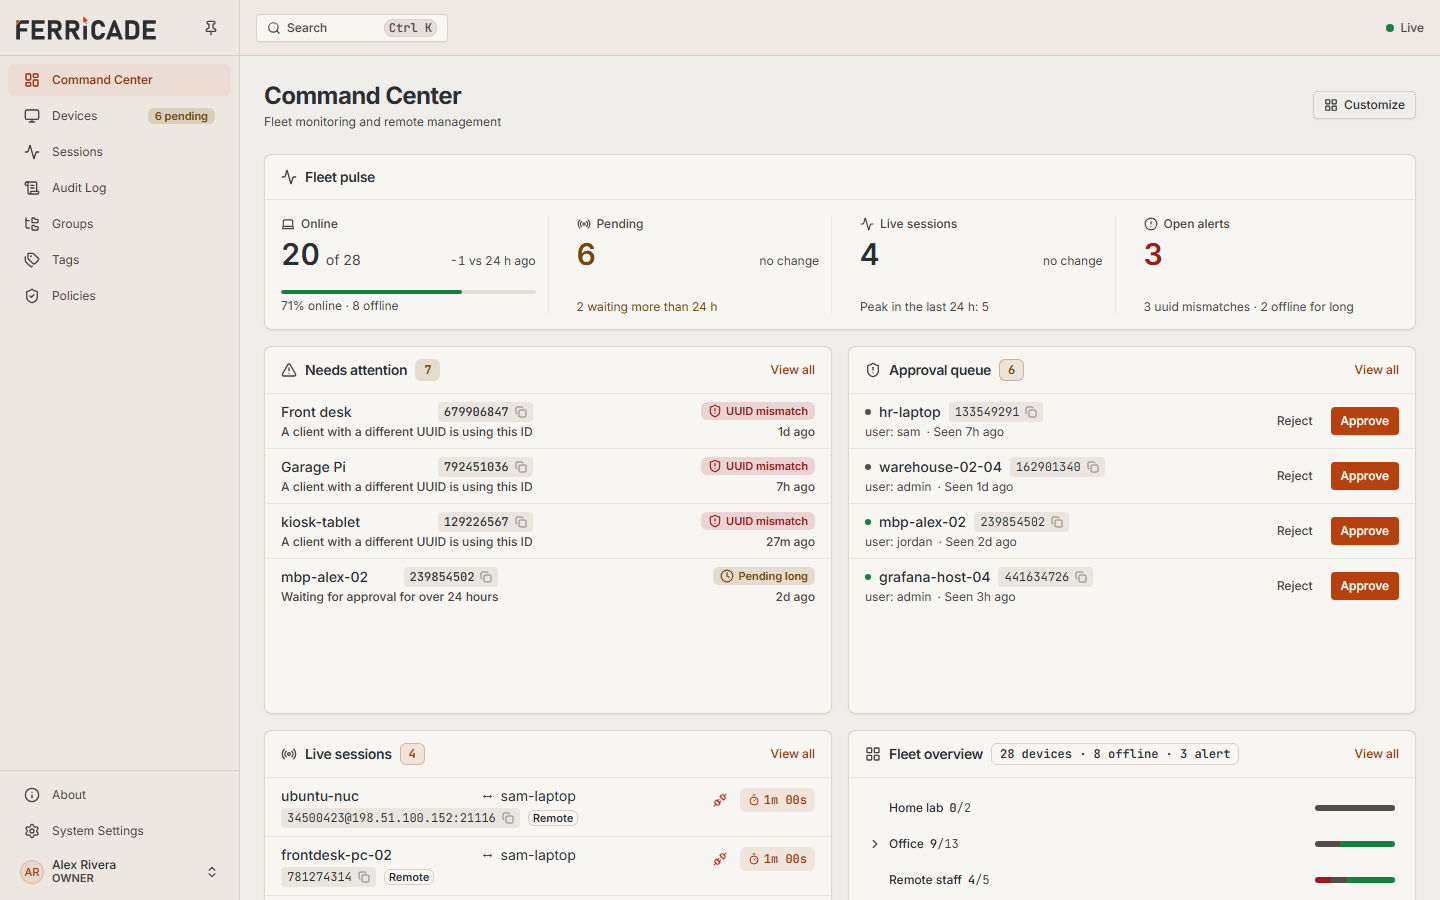 FERRiCADE
Search
Ctrl K
Live
Command Center
Devices
6 pending
Sessions
Audit Log
Groups
Tags
Policies
About
System Settings
AR
Alex Rivera
OWNER
Command Center
Fleet monitoring and remote management
Customize
Fleet pulse
Online
20 of 28
-1 vs 24 h ago
71% online · 8 offline
Pending
6
no change
2 waiting more than 24 h
Live sessions
4
no change
Peak in the last 24 h: 5
Open alerts
3
3 uuid mismatches · 2 offline for long
Needs attention 7
View all
Front desk 679906847 UUID mismatch
A client with a different UUID is using this ID 1d ago
Garage Pi 792451036 UUID mismatch
A client with a different UUID is using this ID 7h ago
kiosk-tablet 129226567 UUID mismatch
A client with a different UUID is using this ID 27m ago
mbp-alex-02 239854502 Pending long
Waiting for approval for over 24 hours 2d ago
Approval queue 6
View all
hr-laptop 133549291
user: sam · Seen 7h ago
Reject Approve
warehouse-02-04 162901340
user: admin · Seen 1d ago
Reject Approve
mbp-alex-02 239854502
user: jordan · Seen 2d ago
Reject Approve
grafana-host-04 441634726
user: admin · Seen 3h ago
Reject Approve
Live sessions 4
View all
ubuntu-nuc ↔ sam-laptop
34500423@198.51.100.152:21116 Remote
1m 00s
frontdesk-pc-02 ↔ sam-laptop
781274314 Remote
1m 00s
Fleet overview 28 devices · 8 offline · 3 alert
View all
Home lab 0/2
Office 9/13
Remote staff 4/5